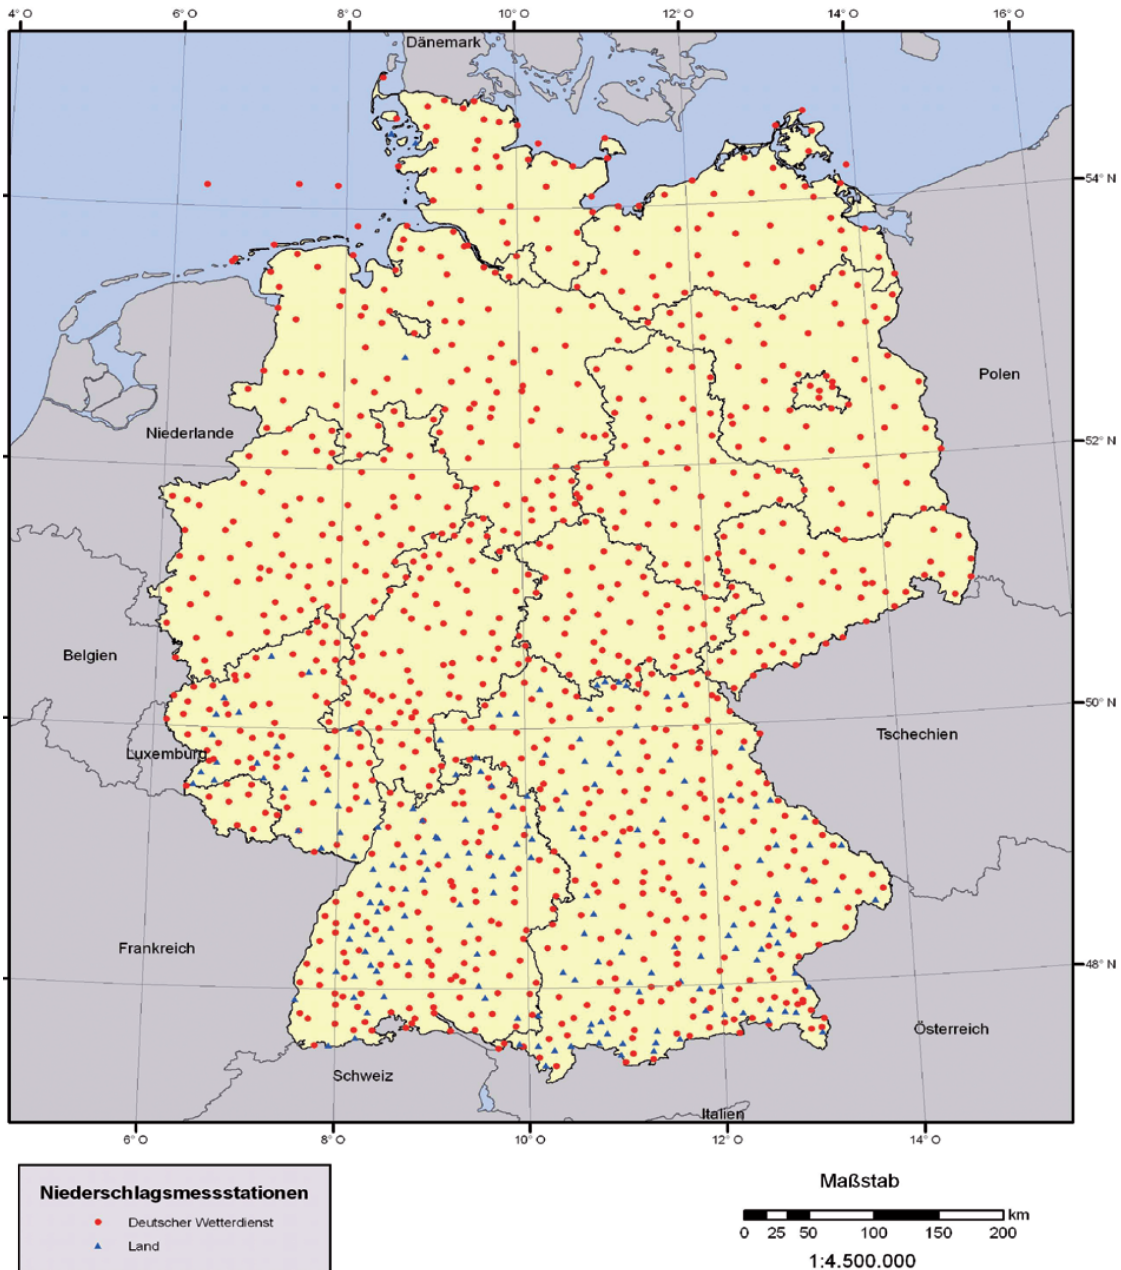 4° O 6° O 8° O 10° O 12° O 14° O 16° O
Dänemark
54° N
Polen
Niederlande
52° N
Belgien
50° N
Tschechien
Luxemburg
Frankreich
48° N
Österreich
Schweiz
Italien
6° O 8° O 10° O 12° O 14° O
Niederschlagsmessstationen
Deutscher Wetterdienst
Land
Maßstab
km
0 25 50 100 150 200
1:4.500.000